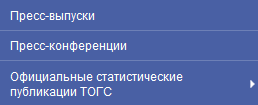 Пресс-выпуски
Пресс-конференции
Официальные статистические
публикации ТОГС